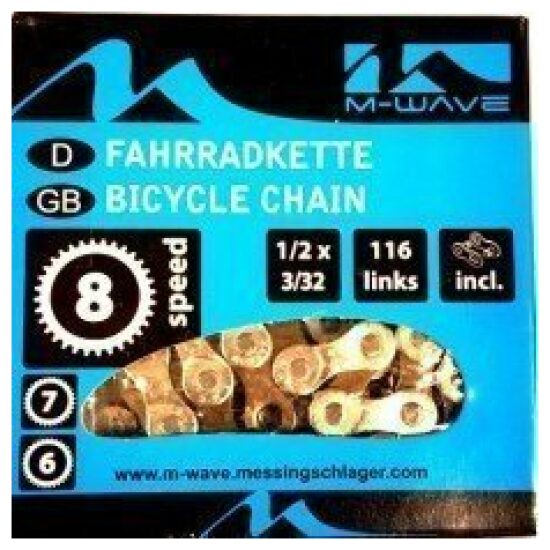 M-WAVE
D FAHRRADKETTE
GB BICYCLE CHAIN
8 speed
1/2 x
3/32
116
links
incl.
7
6
www.m-wave.messingschlager.com